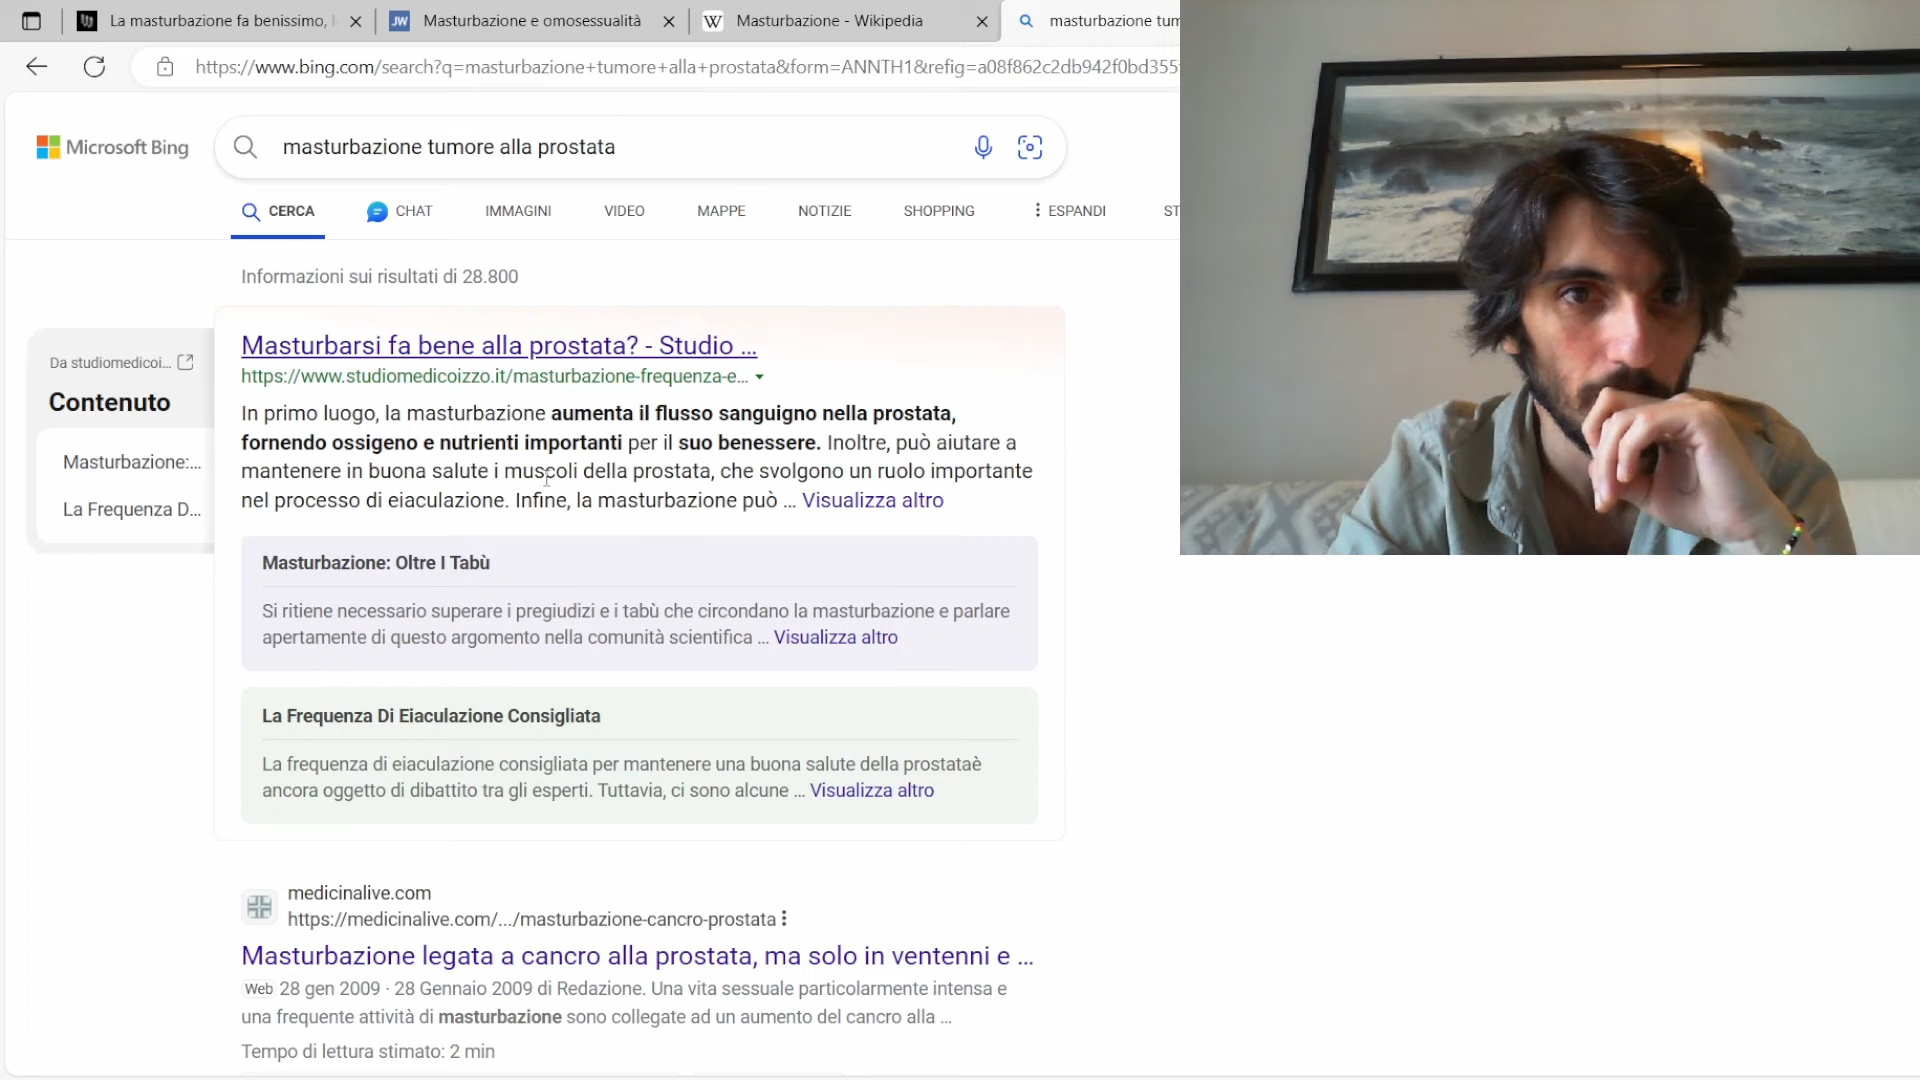 La masturbazione fa benissimo,
JW
Masturbazione e omosessualità
W
Masturbazione - Wikipedia
masturbazione tum
https://www.bing.com/search?q=masturbazione+tumore+alla+prostata&form=ANNTH1&refig=a08f862c2db942f0bd355
Microsoft Bing
masturbazione tumore alla prostata
CERCA
CHAT
IMMAGINI
VIDEO
MAPPE
NOTIZIE
SHOPPING
ESPANDI
ST
Informazioni sui risultati di 28.800
Da studiomedicoi...
Contenuto
Masturbazione:...
La Frequenza D...
Masturbarsi fa bene alla prostata? - Studio ...
https://www.studiomedicoizzo.it/masturbazione-frequenza-e...
In primo luogo, la masturbazione aumenta il flusso sanguigno nella prostata,
fornendo ossigeno e nutrienti importanti per il suo benessere. Inoltre, può aiutare a
mantenere in buona salute i muscoli della prostata, che svolgono un ruolo importante
nel processo di eiaculazione. Infine, la masturbazione può ... Visualizza altro
Masturbazione: Oltre I Tabù
Si ritiene necessario superare i pregiudizi e i tabù che circondano la masturbazione e parlare
apertamente di questo argomento nella comunità scientifica ... Visualizza altro
La Frequenza Di Eiaculazione Consigliata
La frequenza di eiaculazione consigliata per mantenere una buona salute della prostataè
ancora oggetto di dibattito tra gli esperti. Tuttavia, ci sono alcune ... Visualizza altro
medicinalive.com
https://medicinalive.com/.../masturbazione-cancro-prostata
Masturbazione legata a cancro alla prostata, ma solo in ventenni e ...
Web 28 gen 2009 · 28 Gennaio 2009 di Redazione. Una vita sessuale particolarmente intensa e
una frequente attività di masturbazione sono collegate ad un aumento del cancro alla ...
Tempo di lettura stimato: 2 min